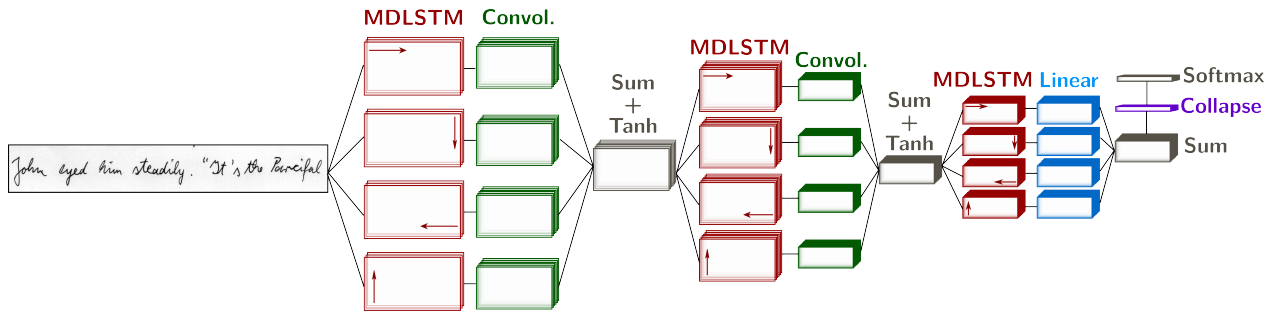 MDLSTM Convol.
Sum
+
Tanh
MDLSTM
Convol.
Sum
+
Tanh
MDLSTM Linear
Softmax
Collapse
Sum
John eyed him steadily. "It's the Parcifal